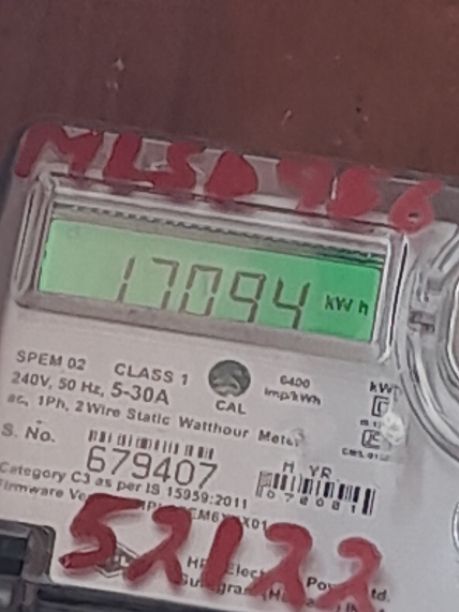 MLSD 956
17094 kWh
SPEM 02 CLASS 1 CAL 6400 imp/kWh
240V, 50 Hz, 5-30A
ac, 1Ph, 2Wire Static Watthour Meter
S. No. 679407
M YR
Category C3 as per IS 15959:2011
Firmware
52122